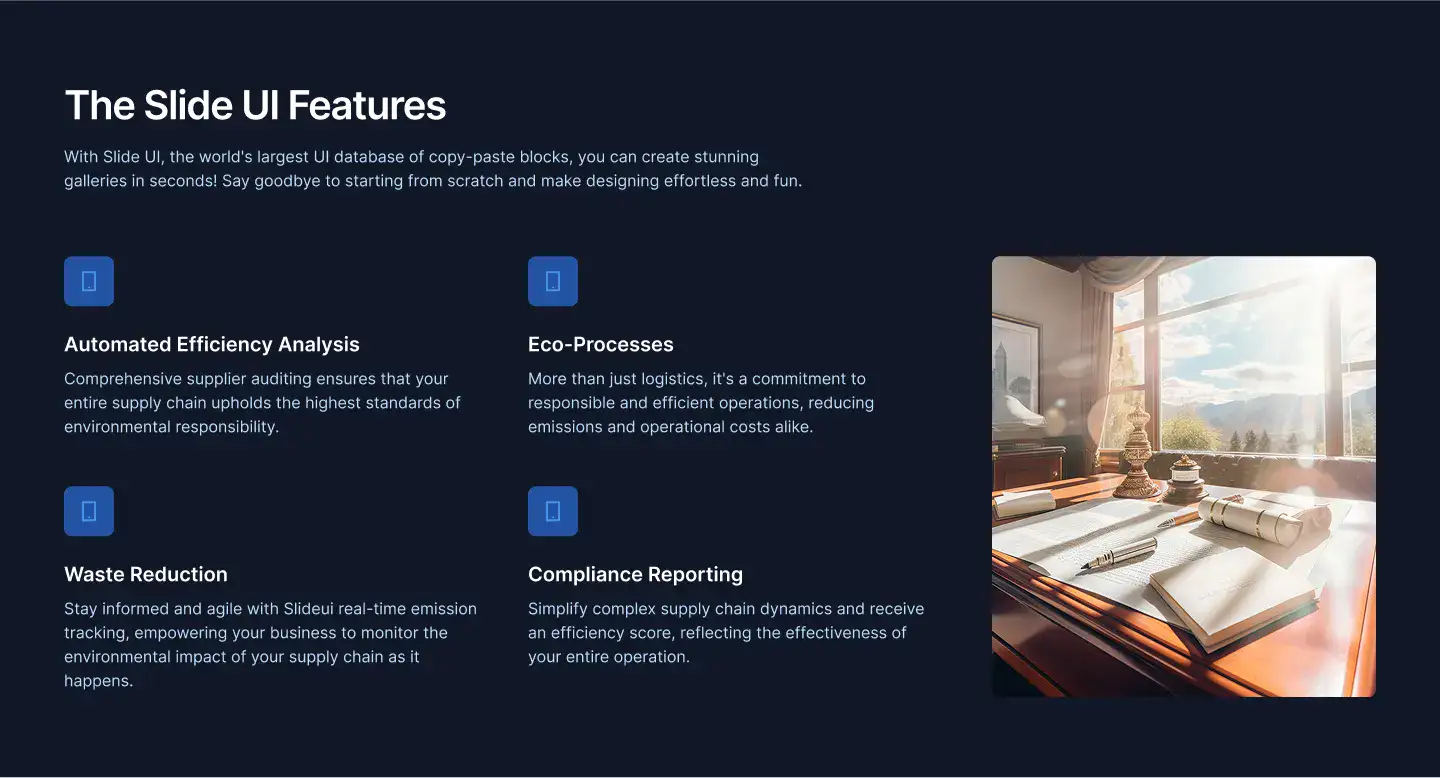 The Slide UI Features
With Slide UI, the world's largest UI database of copy-paste blocks, you can create stunning
galleries in seconds! Say goodbye to starting from scratch and make designing effortless and fun.
Automated Efficiency Analysis
Comprehensive supplier auditing ensures that your
entire supply chain upholds the highest standards of
environmental responsibility.
Eco-Processes
More than just logistics, it's a commitment to
responsible and efficient operations, reducing
emissions and operational costs alike.
Waste Reduction
Stay informed and agile with Slideui real-time emission
tracking, empowering your business to monitor the
environmental impact of your supply chain as it
happens.
Compliance Reporting
Simplify complex supply chain dynamics and receive
an efficiency score, reflecting the effectiveness of
your entire operation.